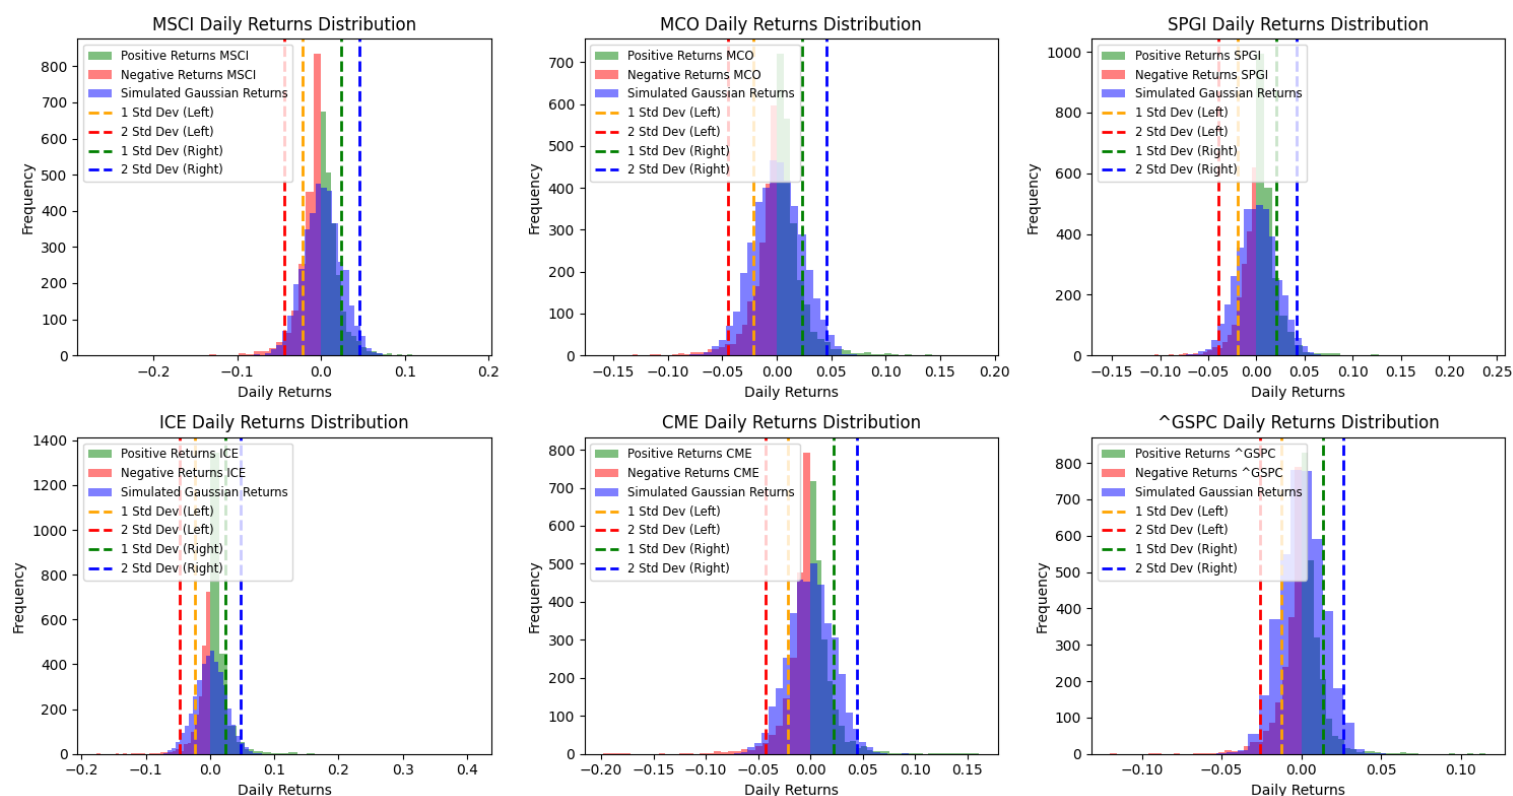 MSCI Daily Returns Distribution
Frequency
800
700
600
500
400
300
200
100
0
Positive Returns MSCI
Negative Returns MSCI
Simulated Gaussian Returns
1 Std Dev (Left)
2 Std Dev (Left)
1 Std Dev (Right)
2 Std Dev (Right)
−0.2 −0.1 0.0 0.1 0.2
Daily Returns
MCO Daily Returns Distribution
Frequency
700
600
500
400
300
200
100
0
Positive Returns MCO
Negative Returns MCO
Simulated Gaussian Returns
1 Std Dev (Left)
2 Std Dev (Left)
1 Std Dev (Right)
2 Std Dev (Right)
−0.15 −0.10 −0.05 0.00 0.05 0.10 0.15 0.20
Daily Returns
SPGI Daily Returns Distribution
Frequency
1000
800
600
400
200
0
Positive Returns SPGI
Negative Returns SPGI
Simulated Gaussian Returns
1 Std Dev (Left)
2 Std Dev (Left)
1 Std Dev (Right)
2 Std Dev (Right)
−0.15 −0.10 −0.05 0.00 0.05 0.10 0.15 0.20 0.25
Daily Returns
ICE Daily Returns Distribution
Frequency
1400
1200
1000
800
600
400
200
0
Positive Returns ICE
Negative Returns ICE
Simulated Gaussian Returns
1 Std Dev (Left)
2 Std Dev (Left)
1 Std Dev (Right)
2 Std Dev (Right)
−0.2 −0.1 0.0 0.1 0.2 0.3 0.4
Daily Returns
CME Daily Returns Distribution
Frequency
800
700
600
500
400
300
200
100
0
Positive Returns CME
Negative Returns CME
Simulated Gaussian Returns
1 Std Dev (Left)
2 Std Dev (Left)
1 Std Dev (Right)
2 Std Dev (Right)
−0.20 −0.15 −0.10 −0.05 0.00 0.05 0.10 0.15
Daily Returns
^GSPC Daily Returns Distribution
Frequency
800
700
600
500
400
300
200
100
0
Positive Returns ^GSPC
Negative Returns ^GSPC
Simulated Gaussian Returns
1 Std Dev (Left)
2 Std Dev (Left)
1 Std Dev (Right)
2 Std Dev (Right)
−0.10 −0.05 0.00 0.05 0.10
Daily Returns